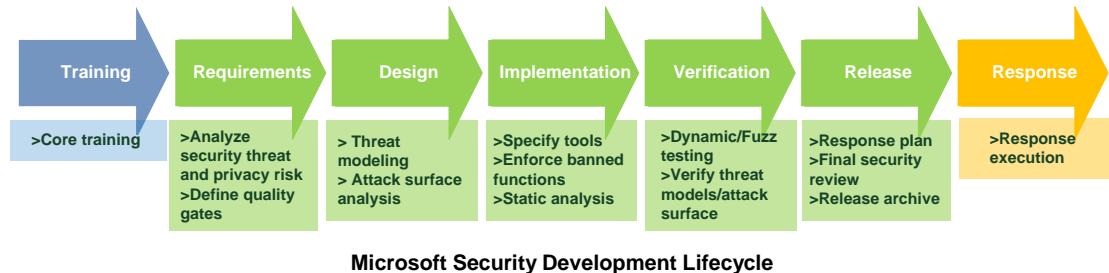 Training
Requirements
Design
Implementation
Verification
Release
Response
>Core training
>Analyze
security threat
and privacy risk
>Define quality
gates
> Threat
modeling
> Attack surface
analysis
>Specify tools
>Enforce banned
functions
>Static analysis
>Dynamic/Fuzz
testing
>Verify threat
models/attack
surface
>Response plan
>Final security
review
>Release archive
>Response
execution
Microsoft Security Development Lifecycle